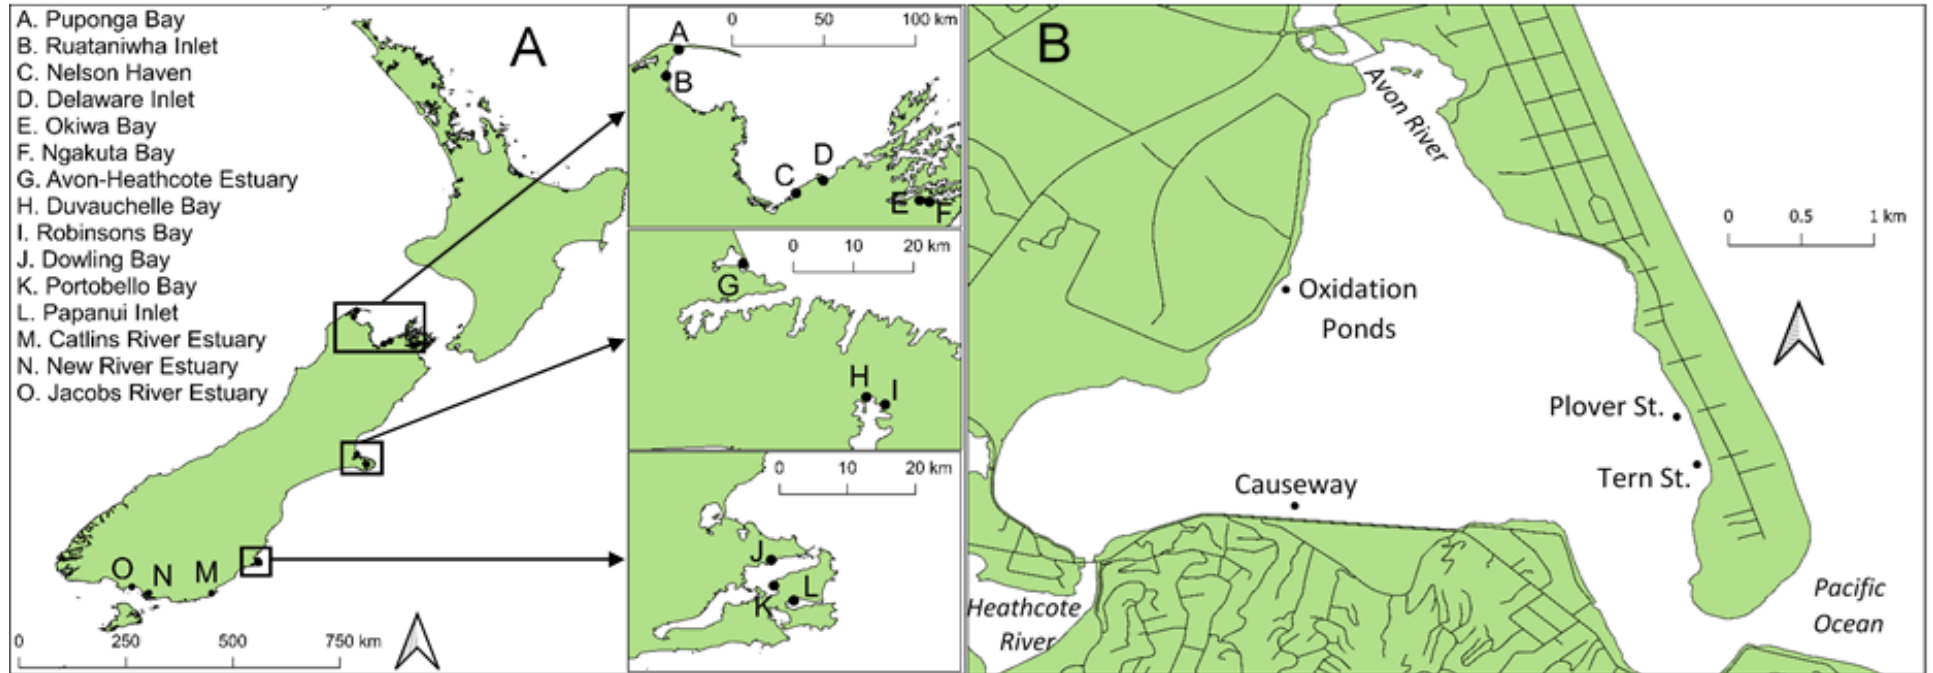 A. Puponga Bay
B. Ruataniwha Inlet
C. Nelson Haven
D. Delaware Inlet
E. Okiwa Bay
F. Ngakuta Bay
G. Avon-Heathcote Estuary
H. Duvauchelle Bay
I. Robinsons Bay
J. Dowling Bay
K. Portobello Bay
L. Papanui Inlet
M. Catlins River Estuary
N. New River Estuary
O. Jacobs River Estuary
A
O N M
0 250 500 750 km
0 50 100 km
A
B
C D
E F
0 10 20 km
G
H I
0 10 20 km
J
K L
B
Avon River
0 0.5 1 km
Oxidation
Ponds
Plover St.
Tern St.
Causeway
Heathcote
River
Pacific
Ocean